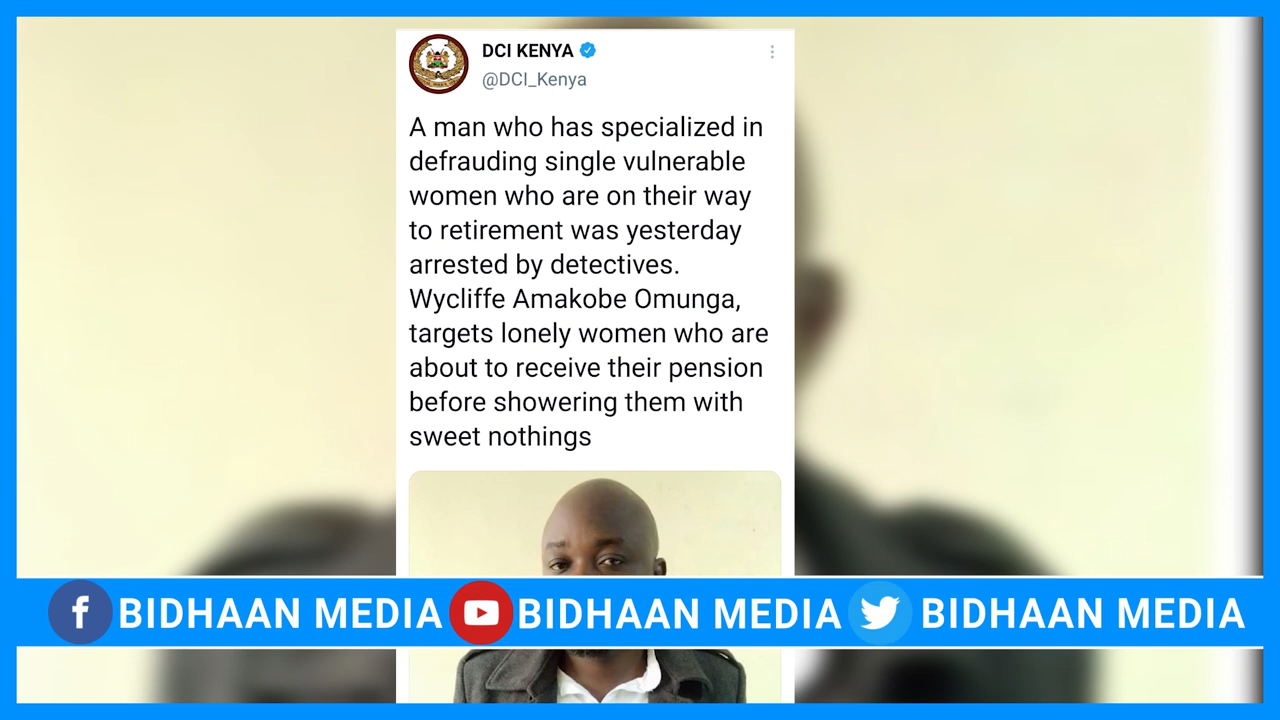 DCI KENYA
@DCI_Kenya
A man who has specialized in
defrauding single vulnerable
women who are on their way
to retirement was yesterday
arrested by detectives.
Wycliffe Amakobe Omunga,
targets lonely women who are
about to receive their pension
before showering them with
sweet nothings
BIDHAAN MEDIA BIDHAAN MEDIA BIDHAAN MEDIA